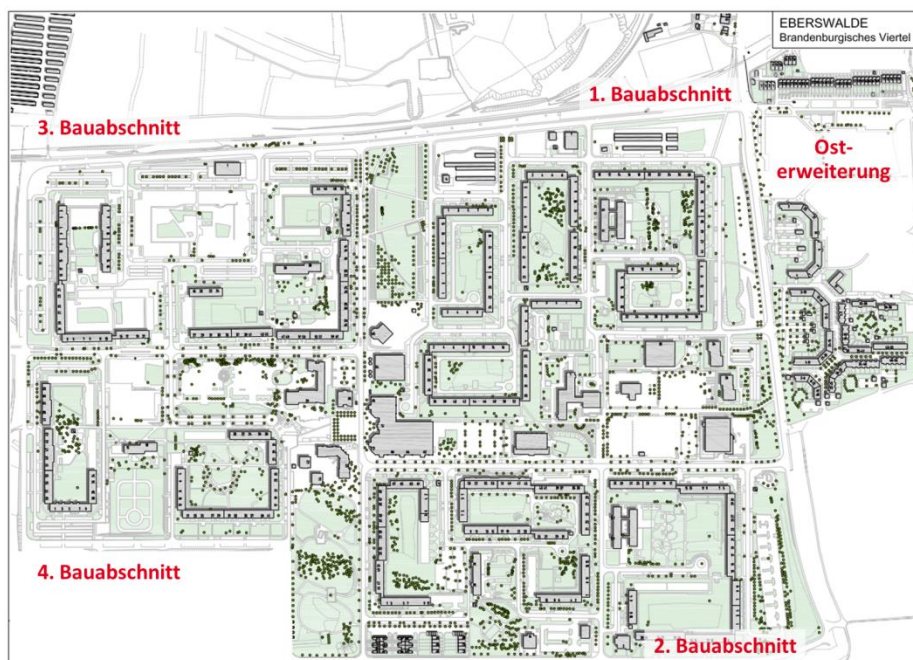 EBERSWALDE
Brandenburgisches Viertel
1. Bauabschnitt
3. Bauabschnitt
Ost-
erweiterung
4. Bauabschnitt
2. Bauabschnitt